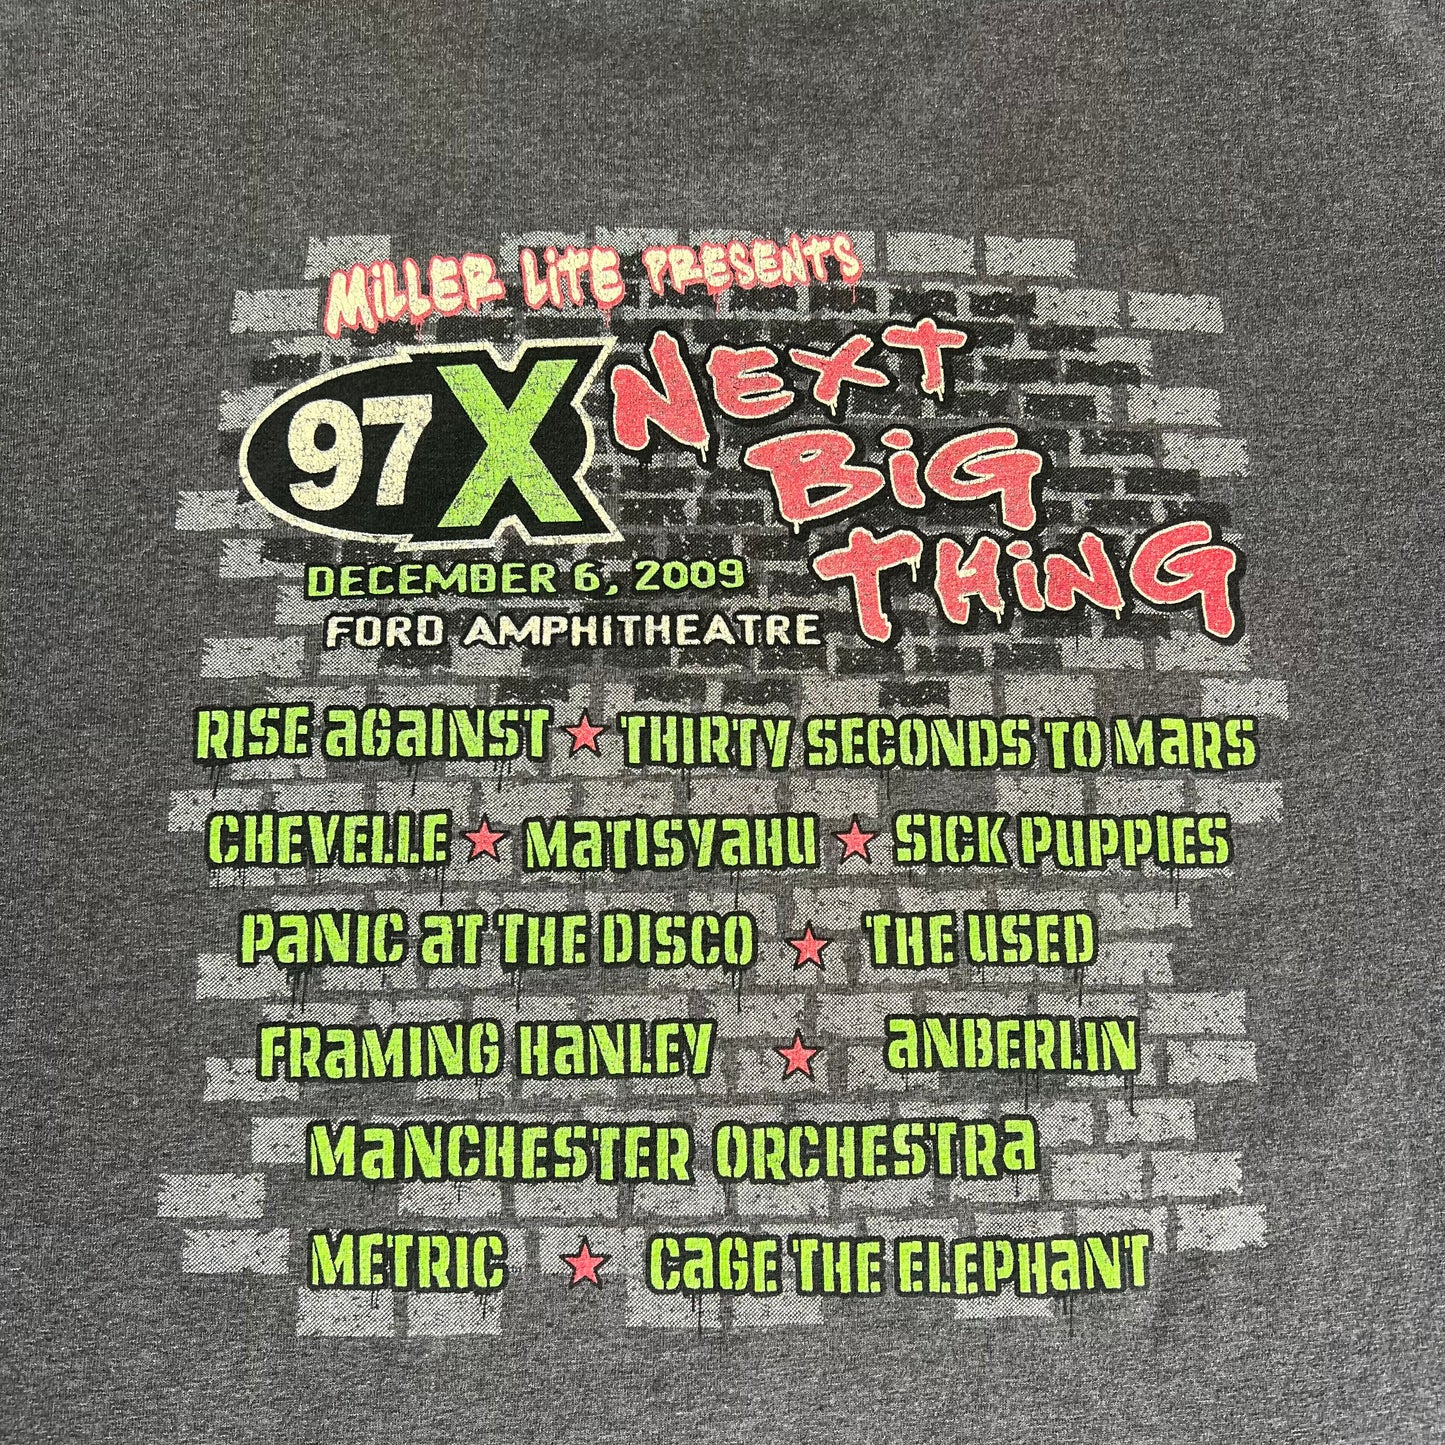 MiLLER LiTE PRESENTS
97X NEXT BiG THiNG
DECEMBER 6, 2009
FORD AMPHITHEATRE
RISE aGaINST ★ THIRTY SECONDS TO MaRS
CHEVELLE ★ MaTISYaHU ★ SICK PUPPIES
PaNIC aT THE DISCO ★ THE USED
FRaMING HaNLEY ★ aNBERLIN
MaNCHESTER ORCHESTRa
METRIC ★ CaGE THE ELEPHaNT